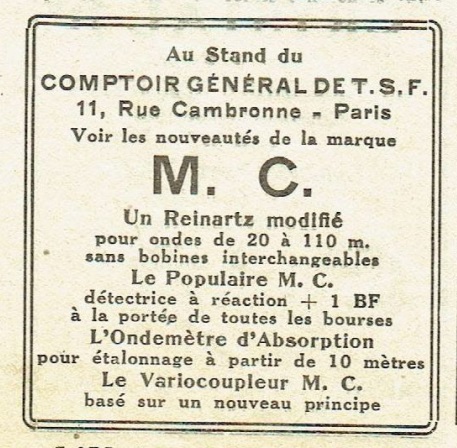 Au Stand du
COMPTOIR GÉNÉRAL DE T. S. F.
11, Rue Cambronne - Paris
Voir les nouveautés de la marque
M. C.
Un Reinartz modifié
pour ondes de 20 à 110 m.
sans bobines interchangeables
Le Populaire M. C.
détectrice à réaction + 1 BF
à la portée de toutes les bourses
L'Ondemètre d'Absorption
pour étalonnage à partir de 10 mètres
Le Variocoupleur M. C.
basé sur un nouveau principe